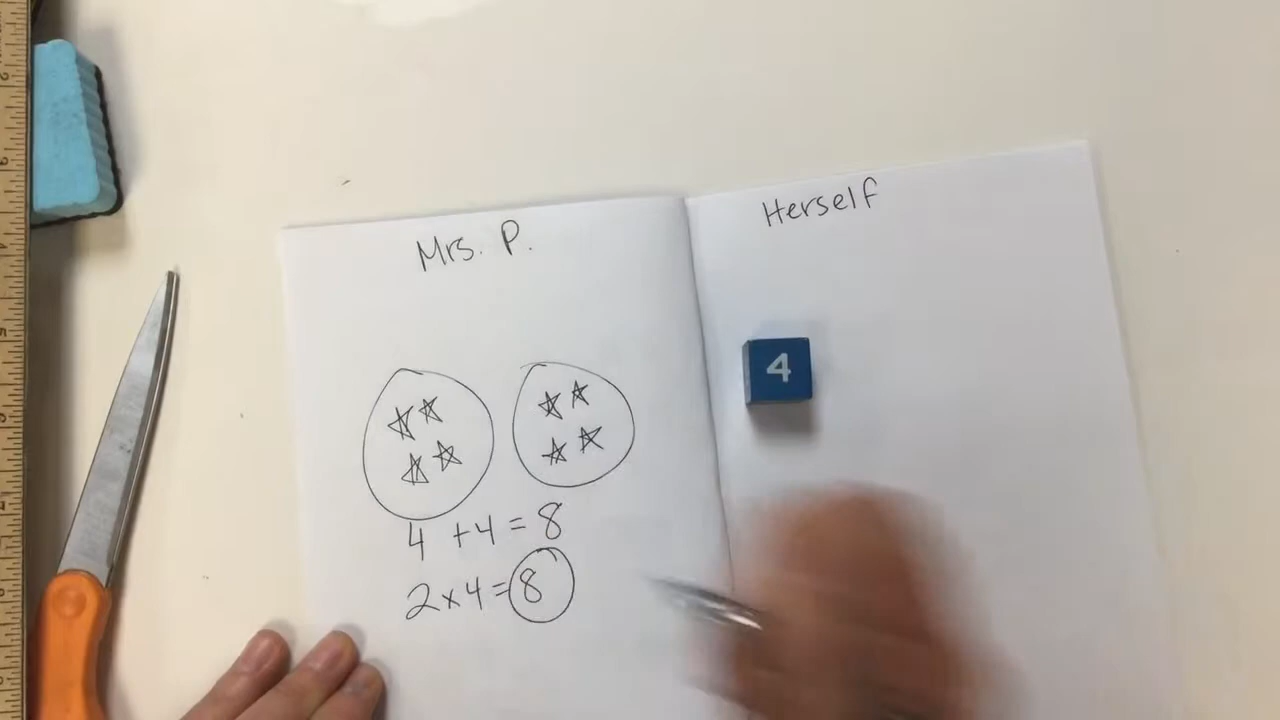 Mrs. P.
Herself
4
4 + 4 = 8
2 x 4 = 8